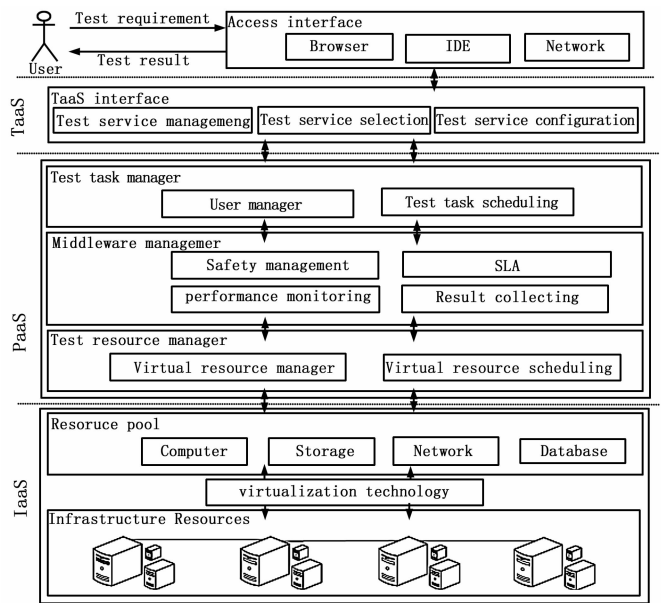 Test requirement
Access interface
Browser
IDE
Network
Test result
User
TaaS
TaaS interface
Test service managemeng
Test service selection
Test service configuration
PaaS
Test task manager
User manager
Test task scheduling
Middleware managemer
Safety management
SLA
performance monitoring
Result collecting
Test resource manager
Virtual resource manager
Virtual resource scheduling
IaaS
Resoruce pool
Computer
Storage
Network
Database
virtualization technology
Infrastructure Resources